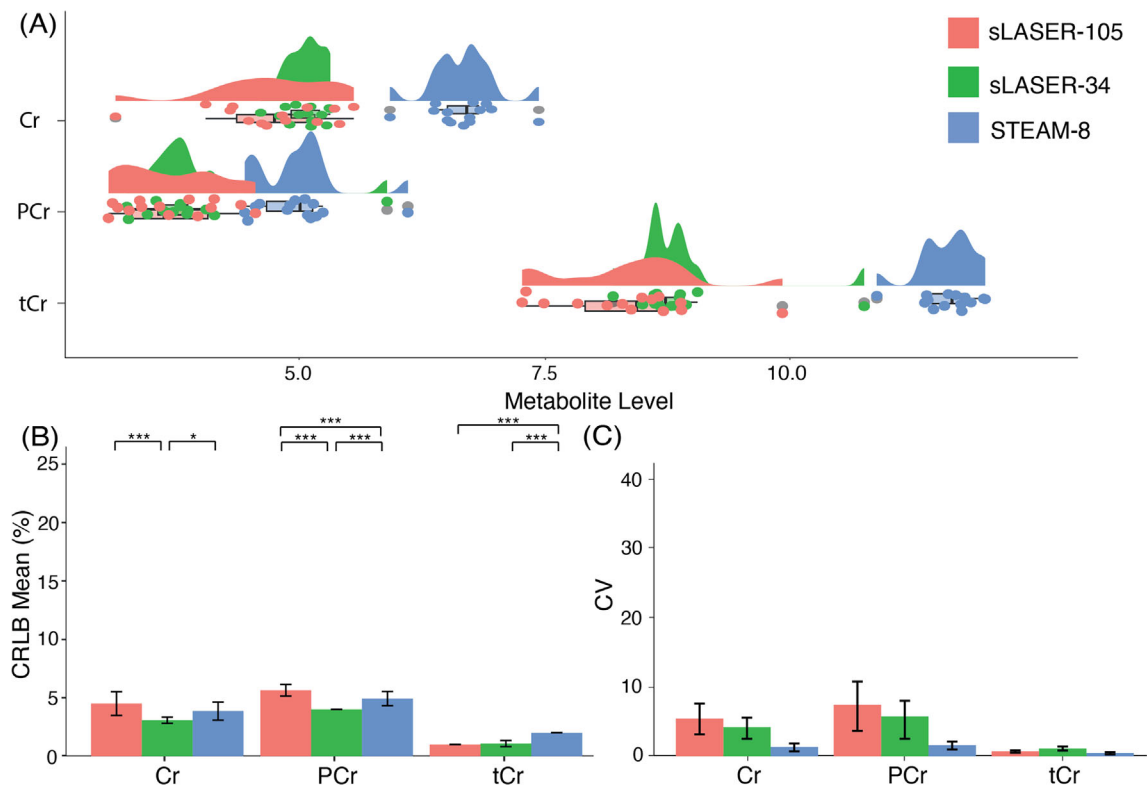 (A)
sLASER-105
sLASER-34
STEAM-8
Cr
PCr
tCr
5.0 7.5 10.0
Metabolite Level
(B)
*** * *** *** *** *** ***
25
20
15
10
5
0
CRLB Mean (%)
Cr PCr tCr
(C)
40
30
20
10
0
CV
Cr PCr tCr